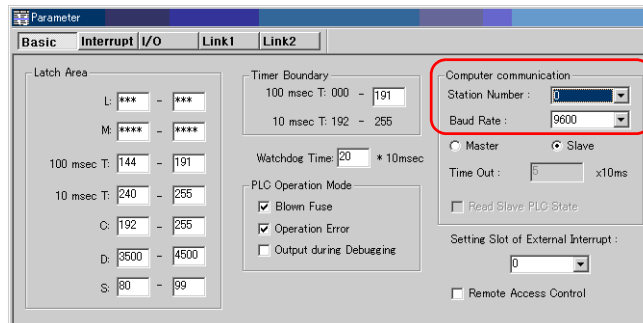 Parameter
Basic Interrupt I/O Link1 Link2
Latch Area
L: *** - ***
M: **** - ****
100 msec T: 144 - 191
10 msec T: 240 - 255
C: 192 - 255
D: 3500 - 4500
S: 80 - 99
Timer Boundary
100 msec T: 000 - 191
10 msec T: 192 - 255
Watchdog Time: 20 * 10msec
PLC Operation Mode
Blown Fuse
Operation Error
Output during Debugging
Computer communication
Station Number : 0
Baud Rate : 9600
Master Slave
Time Out : 5 x10ms
Read Slave PLC State
Setting Slot of External Interrupt :
0
Remote Access Control